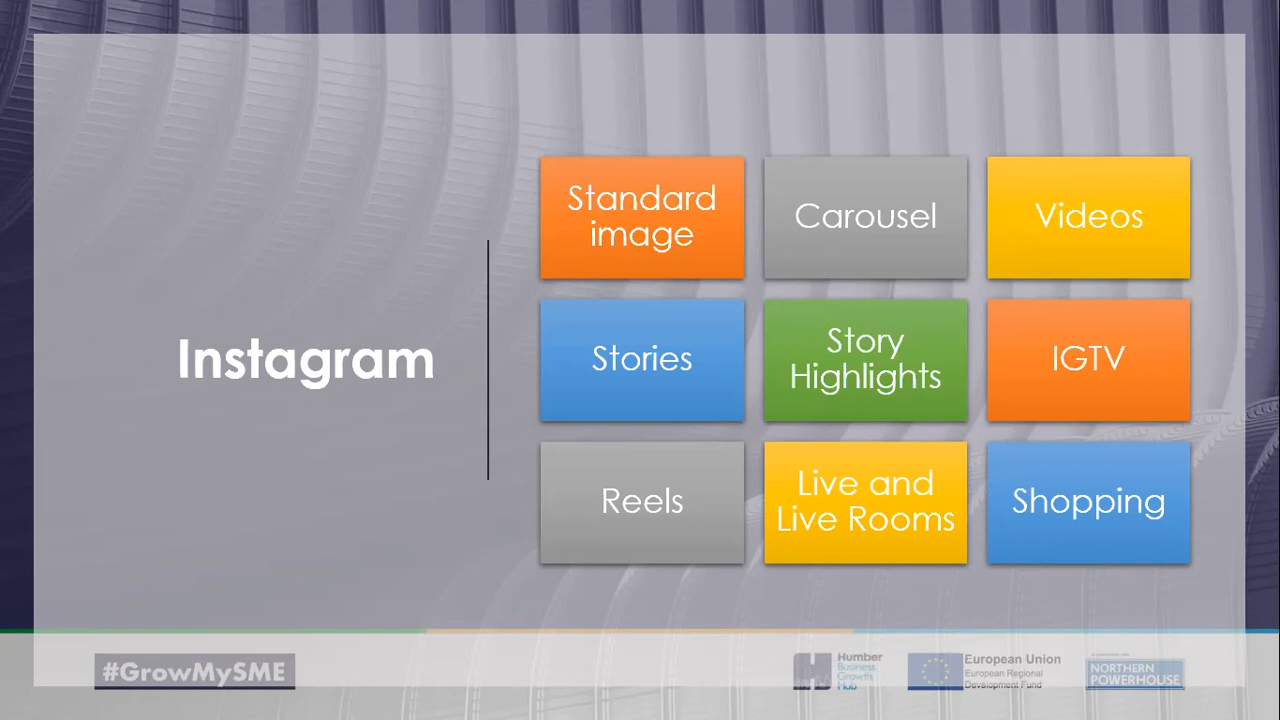 Instagram
Standard
image
Carousel
Videos
Stories
Story
Highlights
IGTV
Reels
Live and
Live Rooms
Shopping
#GrowMySME
Humber
Business
Growth
Hub
European Union
European Regional
Development Fund
NORTHERN
POWERHOUSE